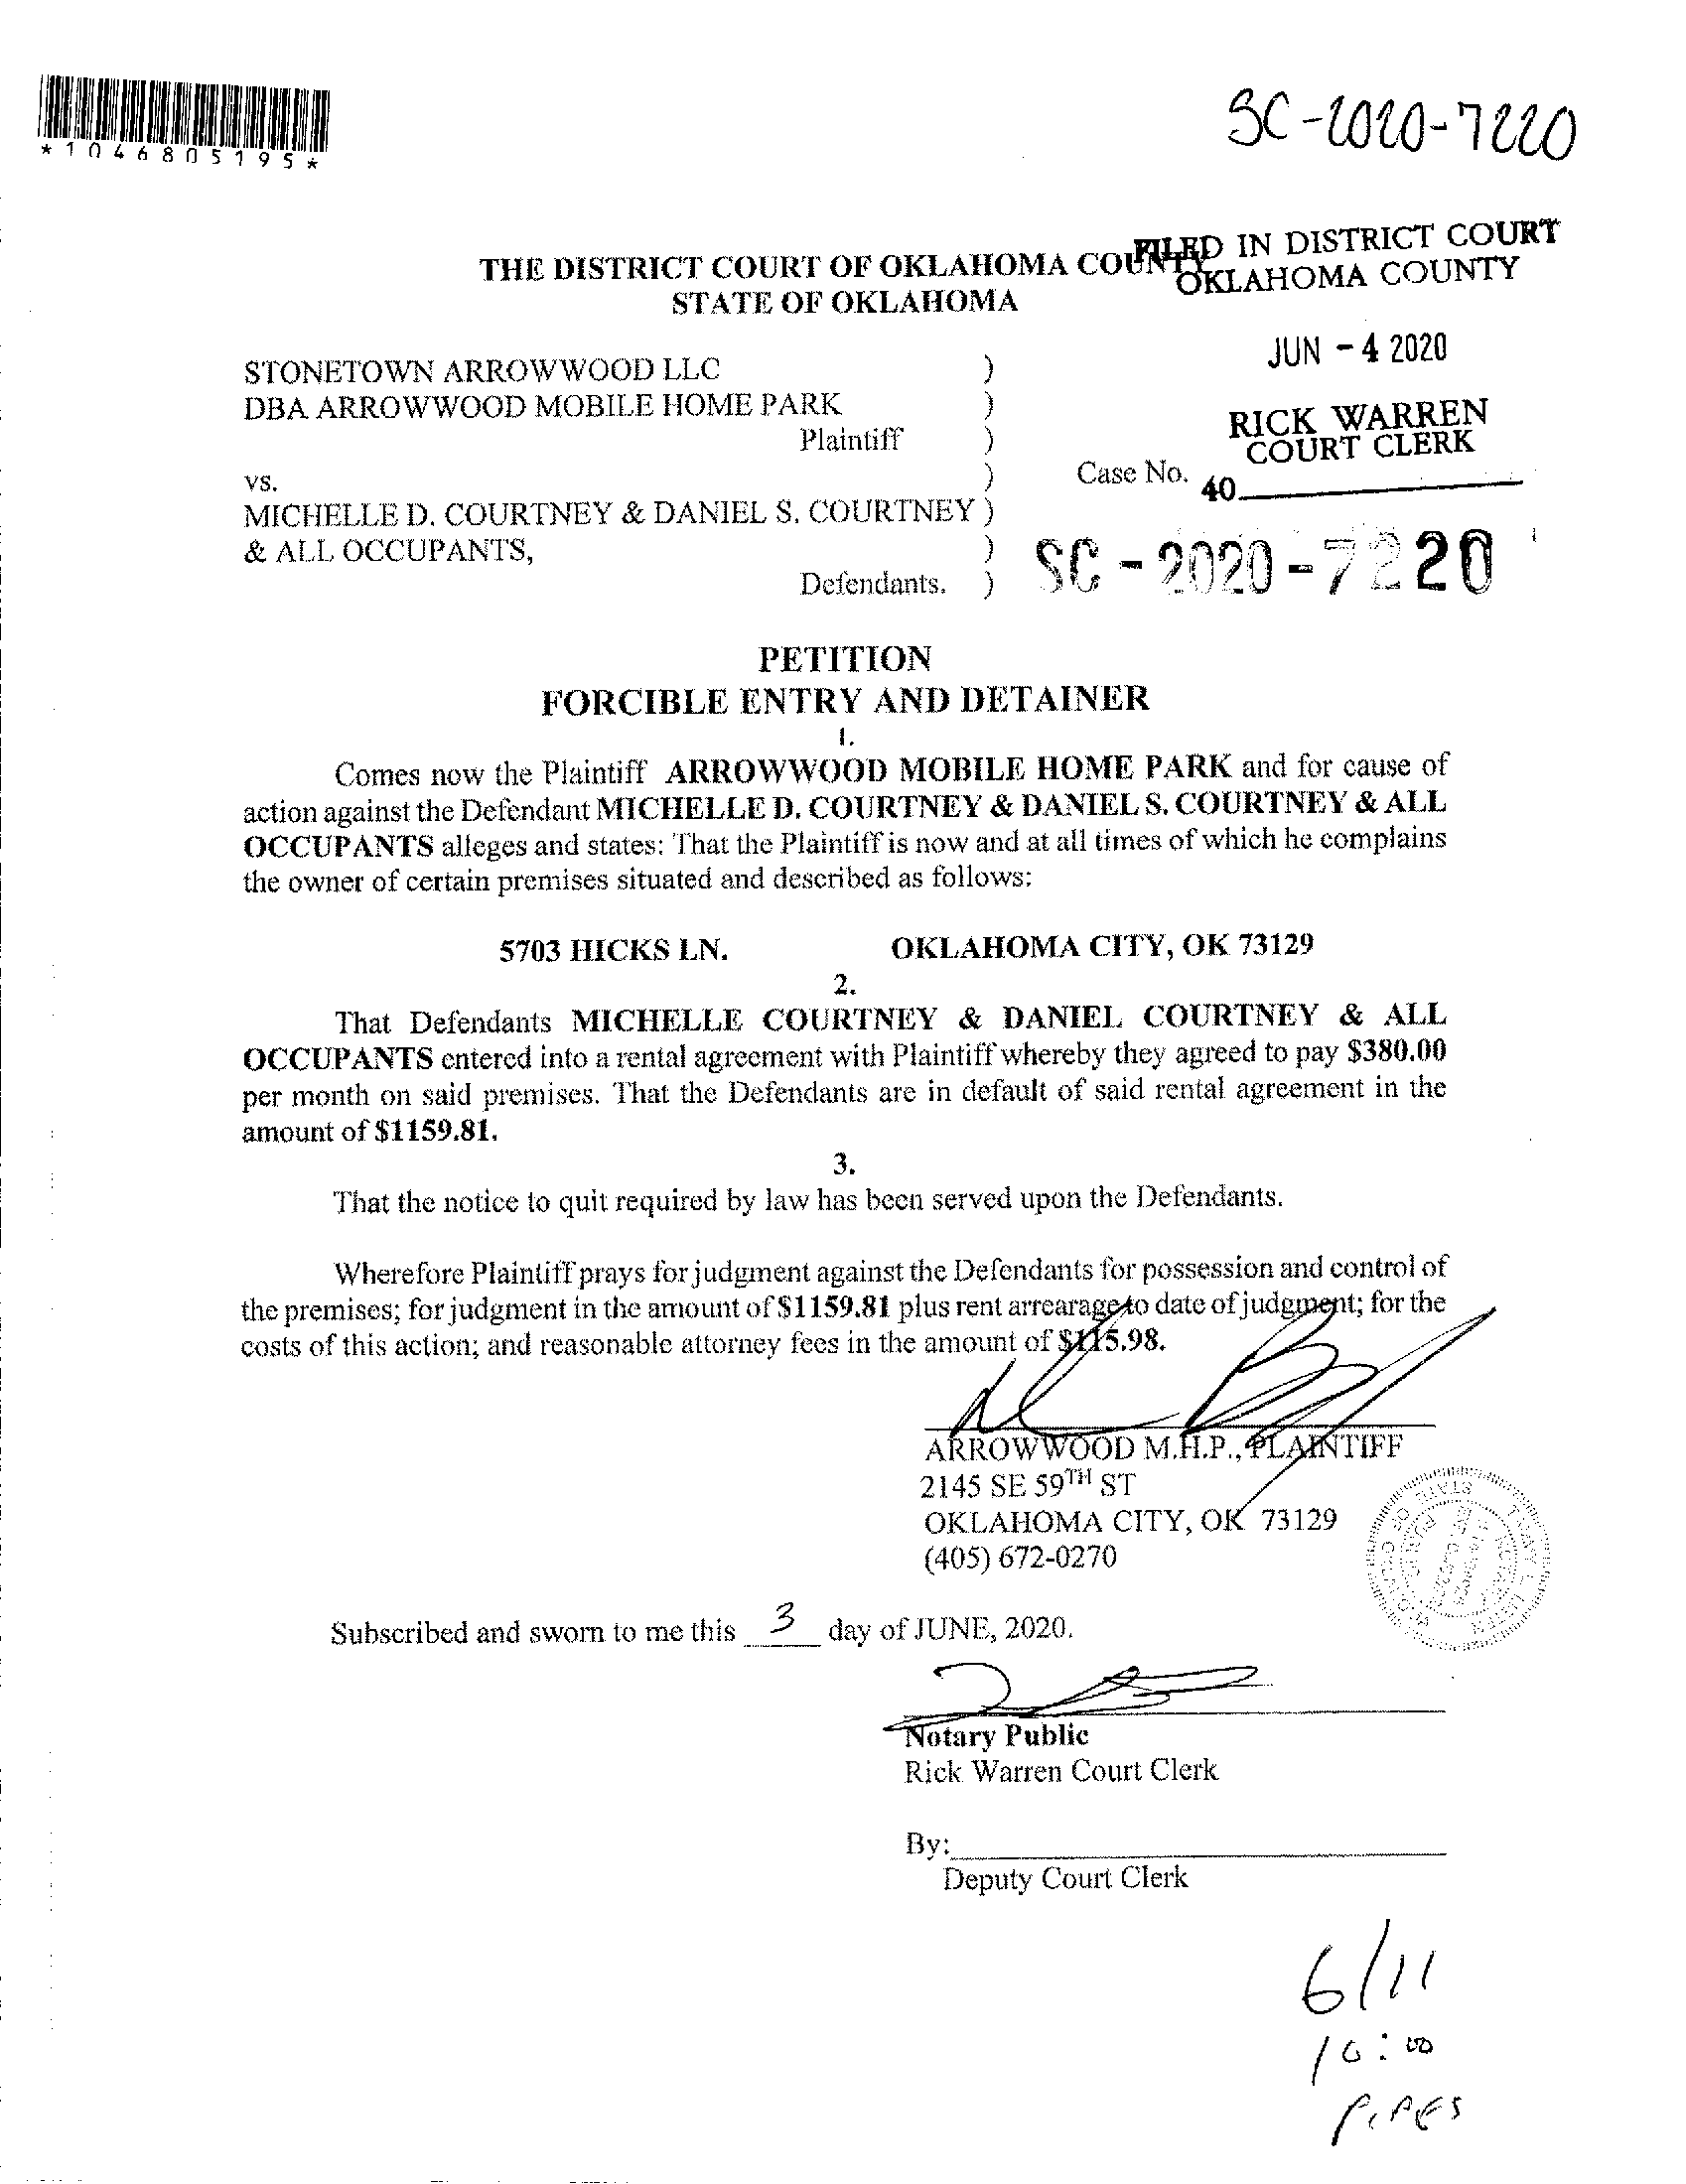 *1046805195*
SC-2020-7220
FILED IN DISTRICT COURT
OKLAHOMA COUNTY
THE DISTRICT COURT OF OKLAHOMA COUNTY
STATE OF OKLAHOMA
JUN - 4 2020
STONETOWN ARROWWOOD LLC )
DBA ARROWWOOD MOBILE HOME PARK )
RICK WARREN
COURT CLERK
Plaintiff )
vs. ) Case No.
40
MICHELLE D. COURTNEY & DANIEL S. COURTNEY )
& ALL OCCUPANTS, ) SC - 2020 - 7220
Defendants. )
PETITION
FORCIBLE ENTRY AND DETAINER
1.
Comes now the Plaintiff ARROWWOOD MOBILE HOME PARK and for cause of
action against the Defendant MICHELLE D. COURTNEY & DANIEL S. COURTNEY & ALL
OCCUPANTS alleges and states: That the Plaintiff is now and at all times of which he complains
the owner of certain premises situated and described as follows:
5703 HICKS LN. OKLAHOMA CITY, OK 73129
2.
That Defendants MICHELLE COURTNEY & DANIEL COURTNEY & ALL
OCCUPANTS entered into a rental agreement with Plaintiff whereby they agreed to pay $380.00
per month on said premises. That the Defendants are in default of said rental agreement in the
amount of $1159.81.
3.
That the notice to quit required by law has been served upon the Defendants.
Wherefore Plaintiff prays for judgment against the Defendants for possession and control of
the premises; for judgment in the amount of $1159.81 plus rent arrearage to date of judgment; for the
costs of this action; and reasonable attorney fees in the amount of $115.98.
ARROWWOOD M.H.P., PLAINTIFF
2145 SE 59TH ST
OKLAHOMA CITY, OK 73129
(405) 672-0270
Subscribed and sworn to me this 3 day of JUNE, 2020.
Notary Public
Rick Warren Court Clerk
By:
Deputy Court Clerk
6/11
10:00
PIPES